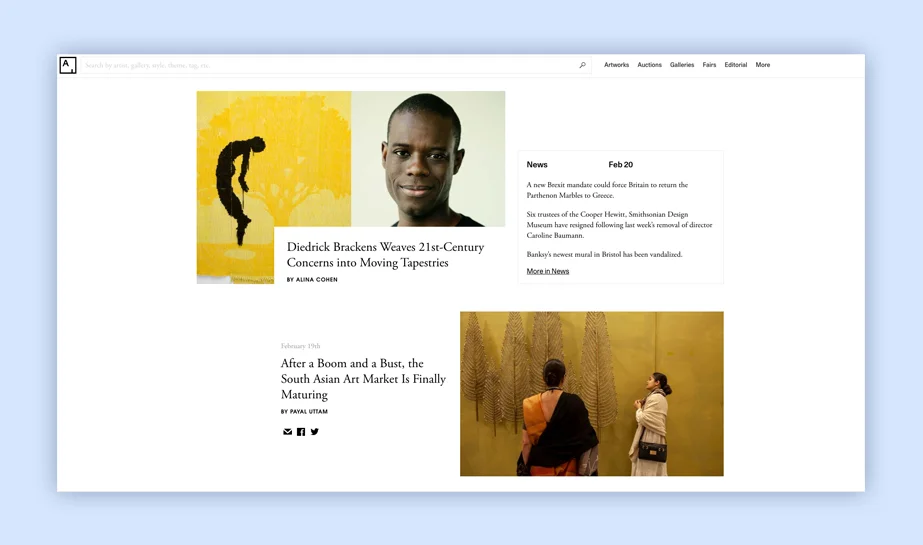 A
Search by artist, gallery, style, theme, tag, etc.
Artworks Auctions Galleries Fairs Editorial More
Diedrick Brackens Weaves 21st-Century
Concerns into Moving Tapestries
BY ALINA COHEN
News Feb 20
A new Brexit mandate could force Britain to return the
Parthenon Marbles to Greece.
Six trustees of the Cooper Hewitt, Smithsonian Design
Museum have resigned following last week's removal of director
Caroline Baumann.
Banksy's newest mural in Bristol has been vandalized.
More in News
February 19th
After a Boom and a Bust, the
South Asian Art Market Is Finally
Maturing
BY PAYAL UTTAM